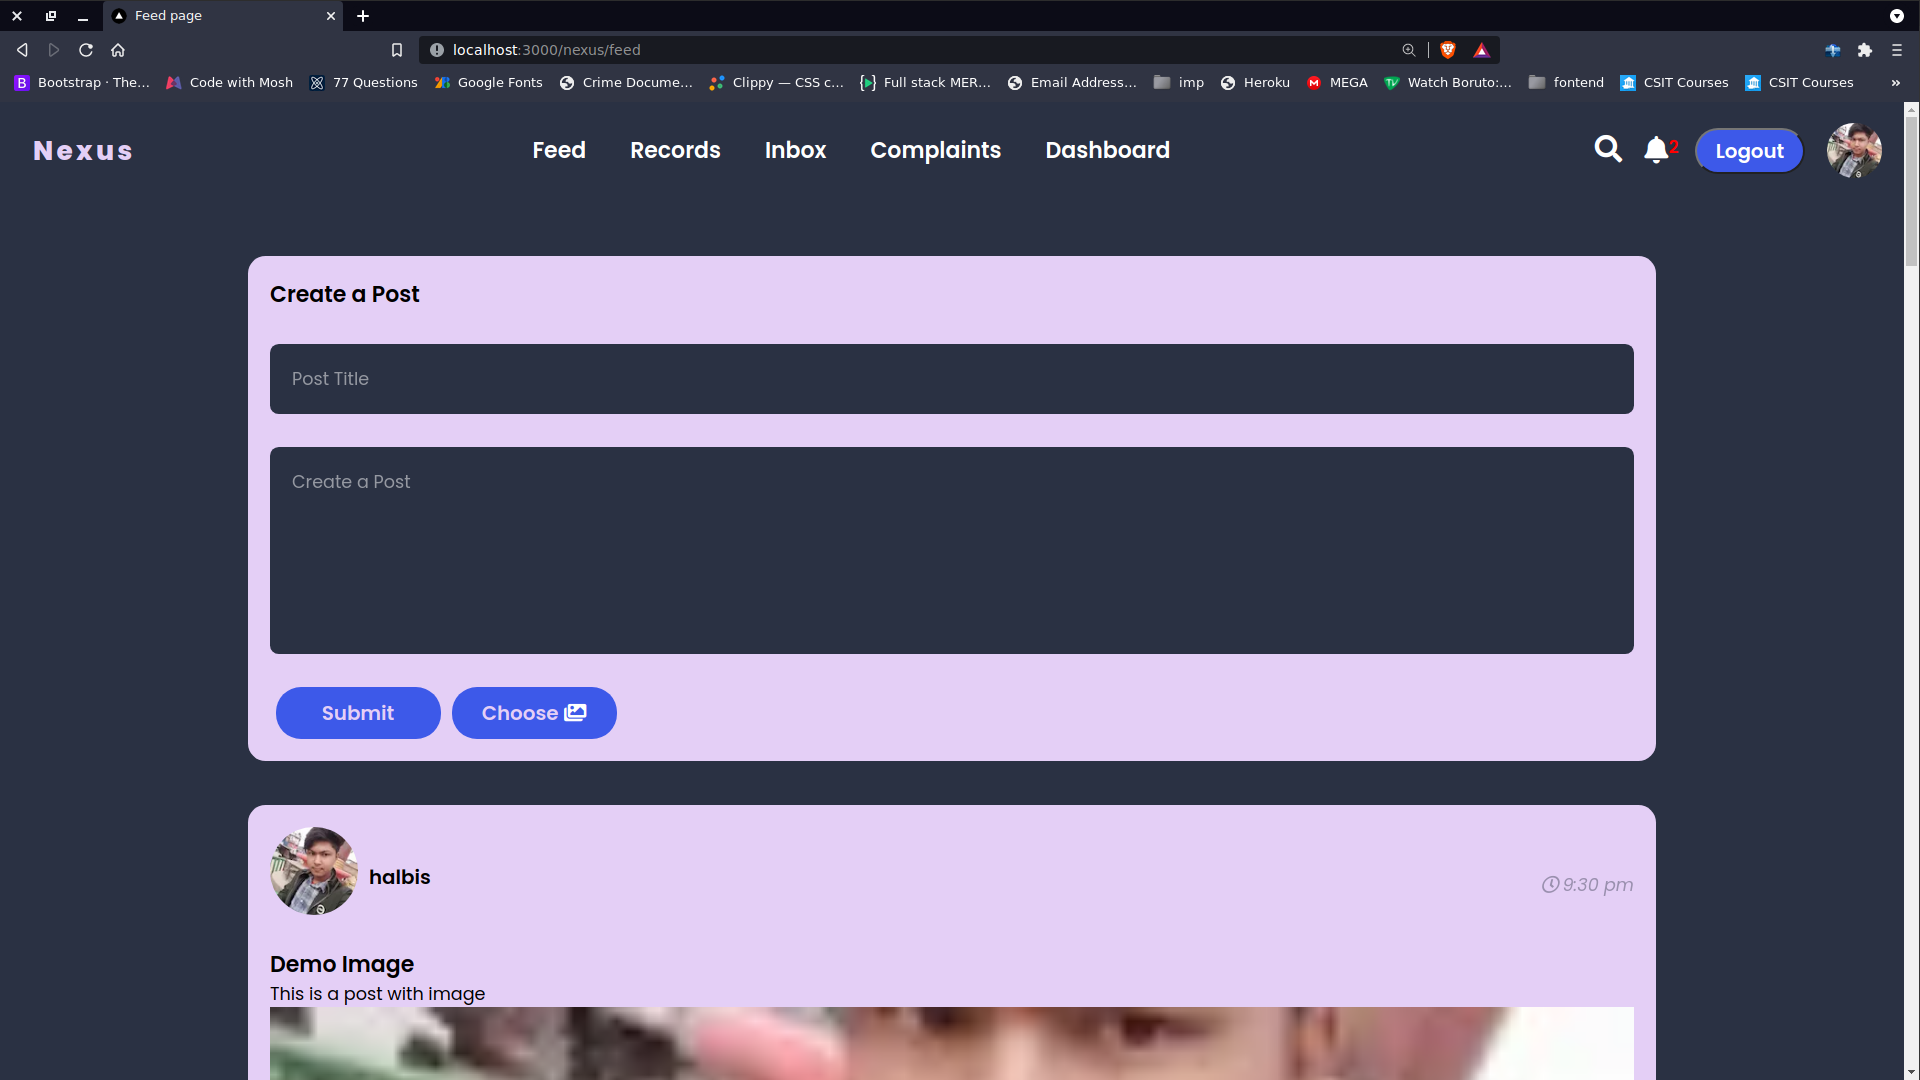 Feed page
localhost:3000/nexus/feed
Bootstrap · The... Code with Mosh 77 Questions Google Fonts Crime Docume... Clippy — CSS c... Full stack MER... Email Address... imp Heroku MEGA Watch Boruto:... fontend CSIT Courses CSIT Courses »
Nexus Feed Records Inbox Complaints Dashboard 2 Logout
Create a Post
Post Title
Create a Post
Submit Choose
halbis
9:30 pm
Demo Image
This is a post with image